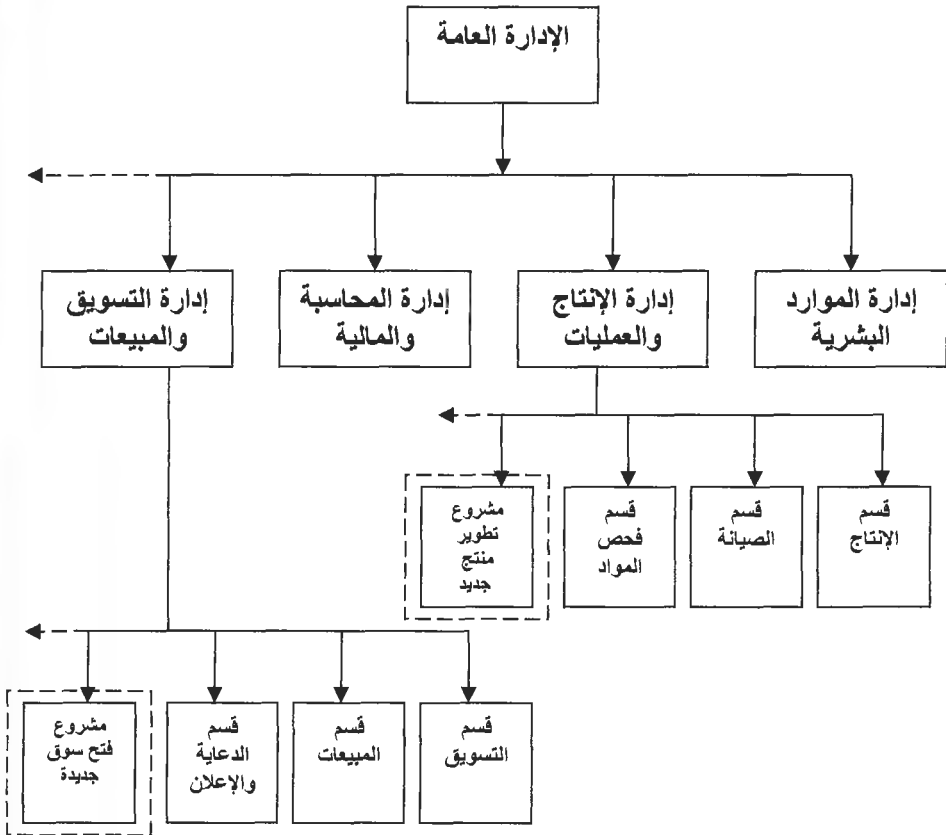 الإدارة العامة
إدارة الموارد
البشرية
إدارة الإنتاج
والعمليات
إدارة المحاسبة
والمالية
إدارة التسويق
والمبيعات
قسم
الإنتاج
قسم
الصيانة
قسم
فحص
المواد
مشروع
تطوير
منتج
جديد
قسم
التسويق
قسم
المبيعات
قسم
الدعاية
والإعلان
مشروع
فتح سوق
جديدة